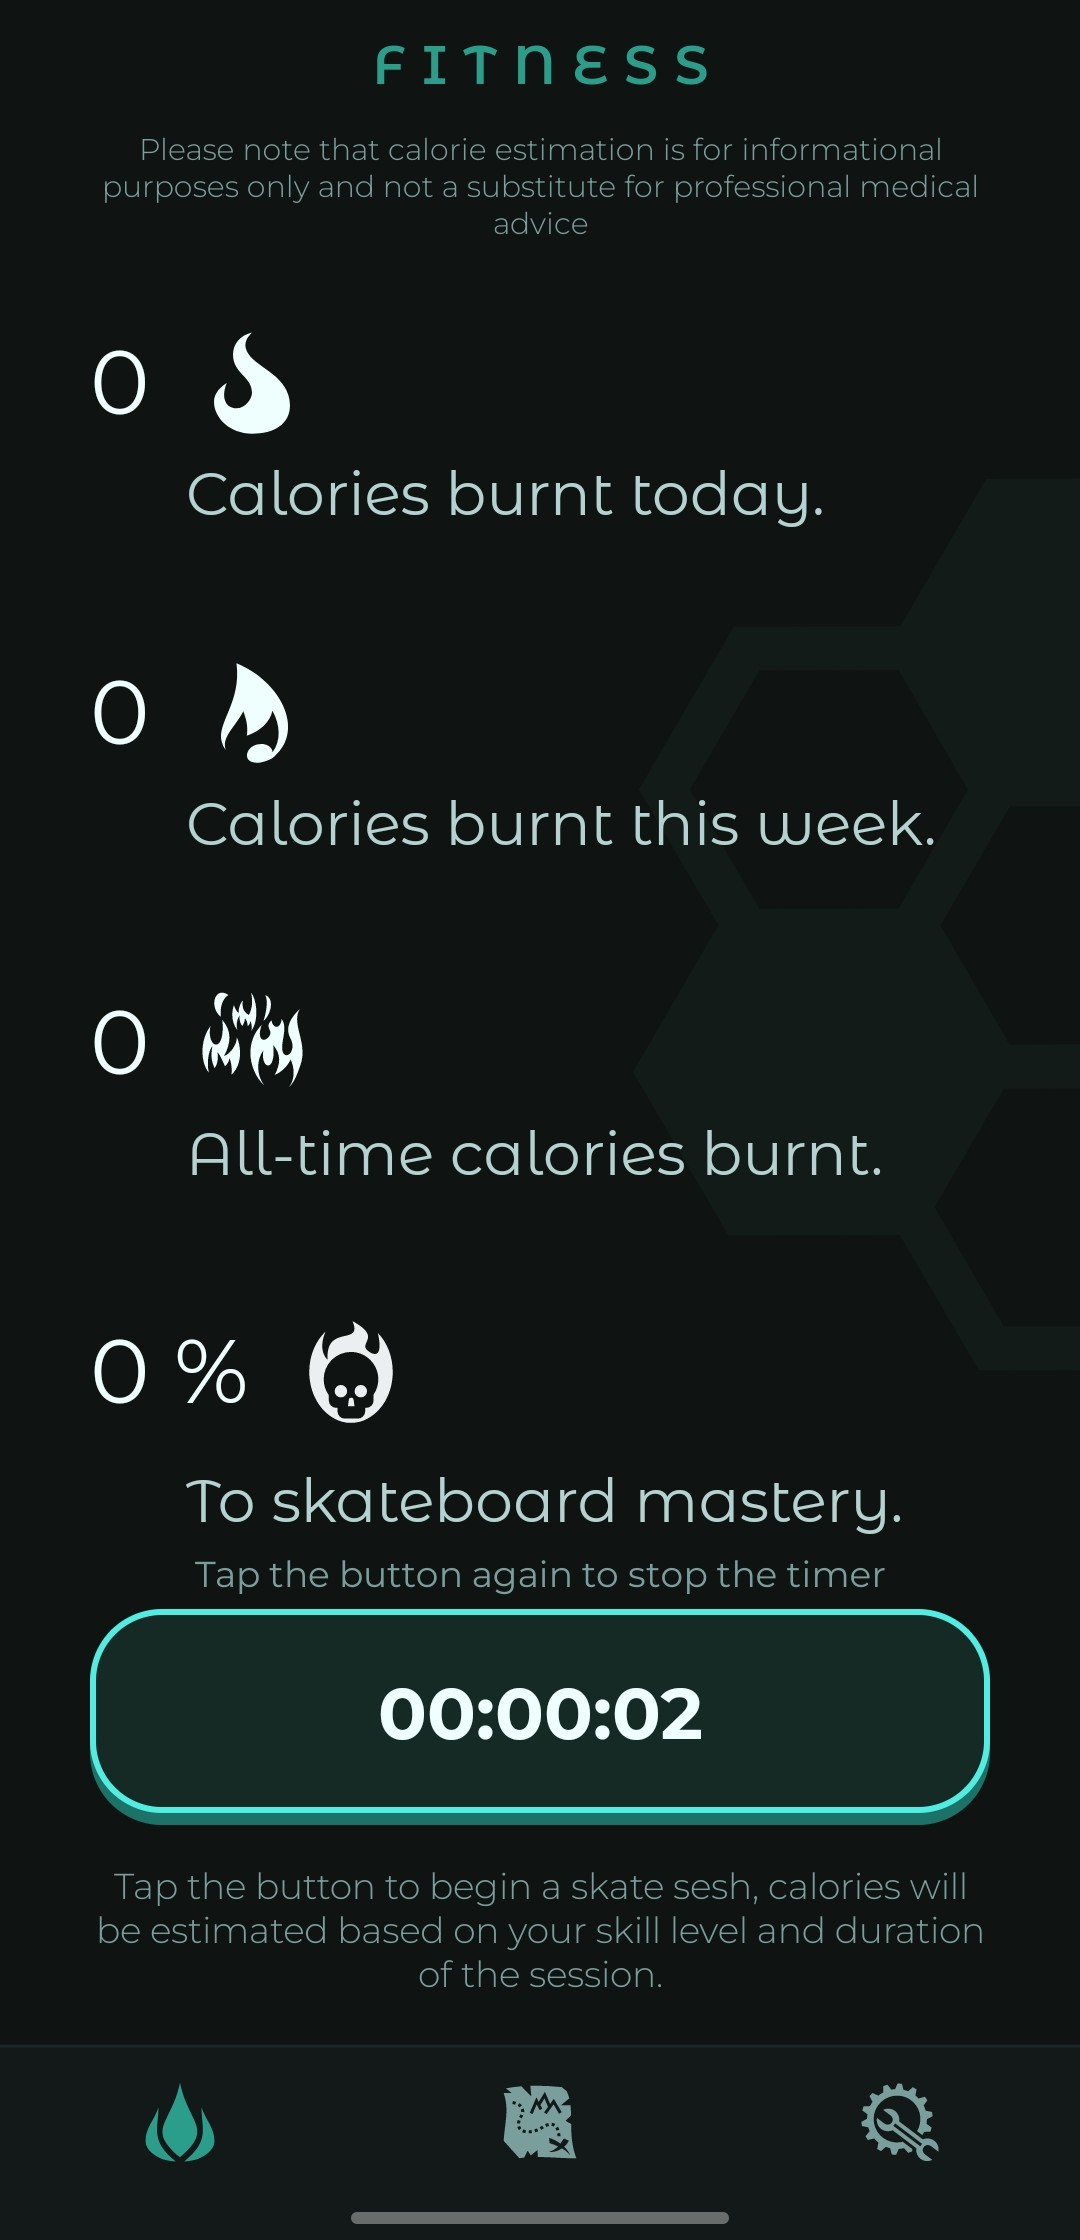 FITNESS
Please note that calorie estimation is for informational
purposes only and not a substitute for professional medical
advice
0
Calories burnt today.
0
Calories burnt this week.
0
All-time calories burnt.
0 %
To skateboard mastery.
Tap the button again to stop the timer
00:00:02
Tap the button to begin a skate sesh, calories will
be estimated based on your skill level and duration
of the session.